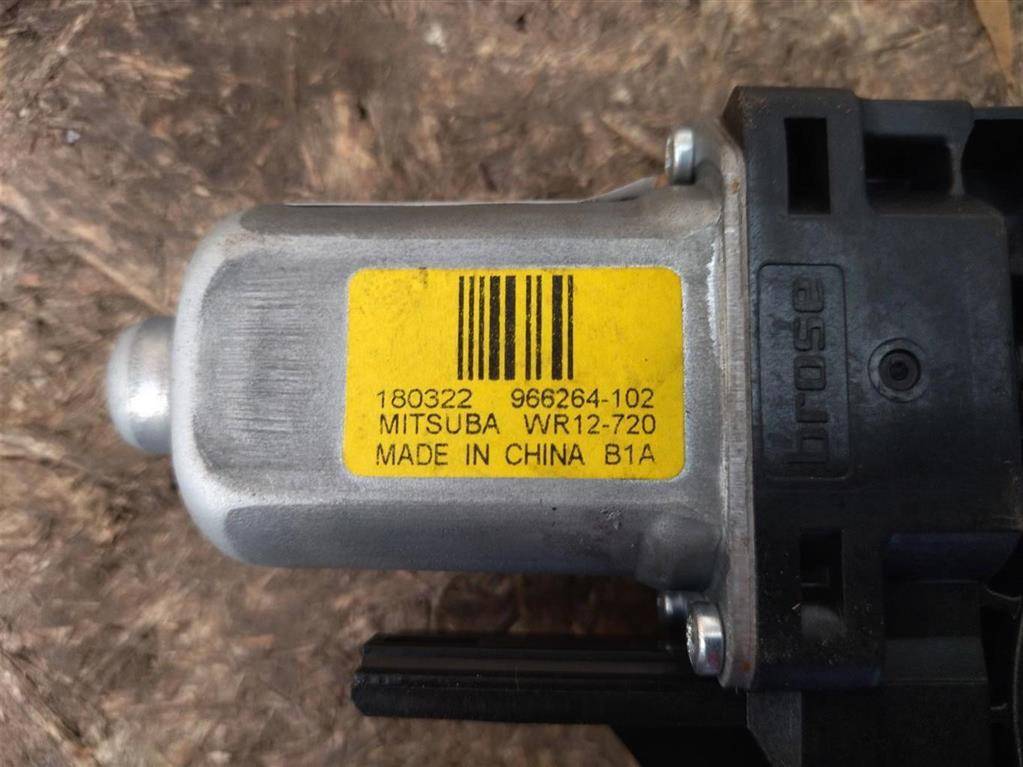 180322 966264-102
MITSUBA WR12-720
MADE IN CHINA B1A
brose